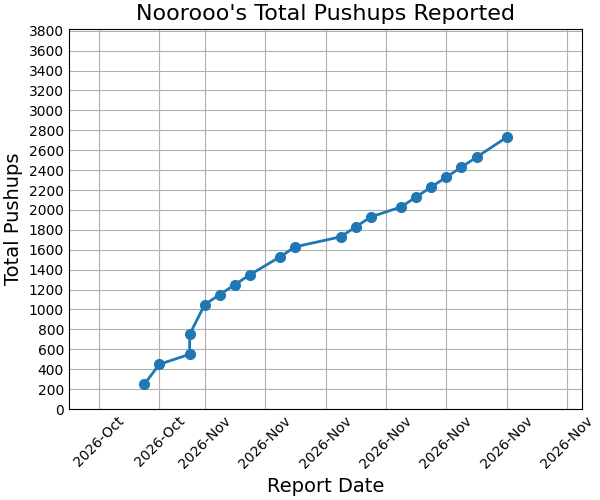 Noorooo's Total Pushups Reported
Total Pushups
3800
3600
3400
3200
3000
2800
2600
2400
2200
2000
1800
1600
1400
1200
1000
800
600
400
200
0
2026-Oct
2026-Oct
2026-Nov
2026-Nov
2026-Nov
2026-Nov
2026-Nov
2026-Nov
2026-Nov
Report Date